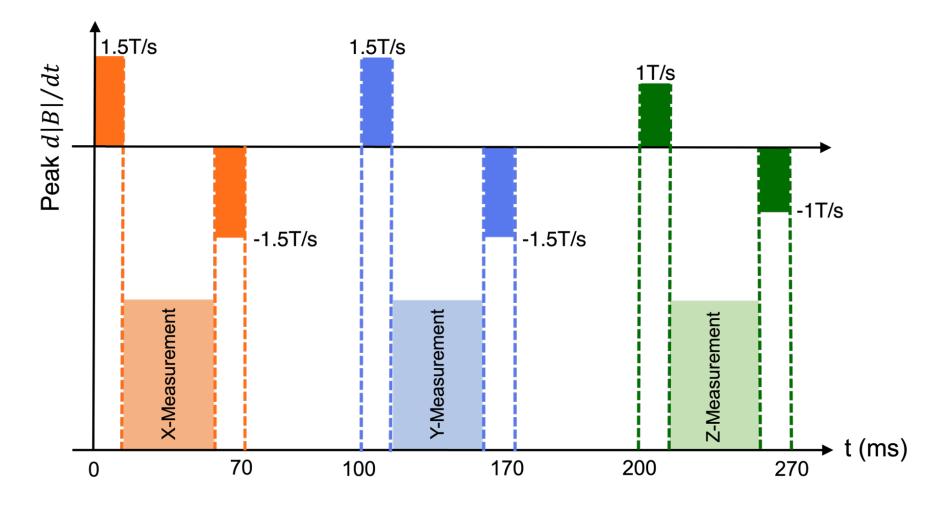 Peak d|B|/dt
1.5T/s
1.5T/s
1T/s
-1.5T/s
-1.5T/s
-1T/s
X-Measurement
Y-Measurement
Z-Measurement
t (ms)
0
70
100
170
200
270